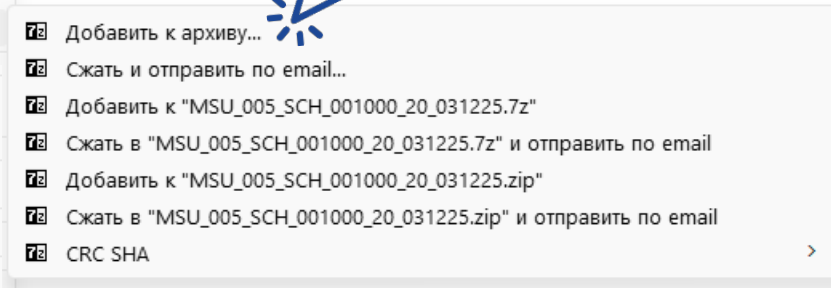 Добавить к архиву...
Сжать и отправить по email...
Добавить к "MSU_005_SCH_001000_20_031225.7z"
Сжать в "MSU_005_SCH_001000_20_031225.7z" и отправить по email
Добавить к "MSU_005_SCH_001000_20_031225.zip"
Сжать в "MSU_005_SCH_001000_20_031225.zip" и отправить по email
CRC SHA